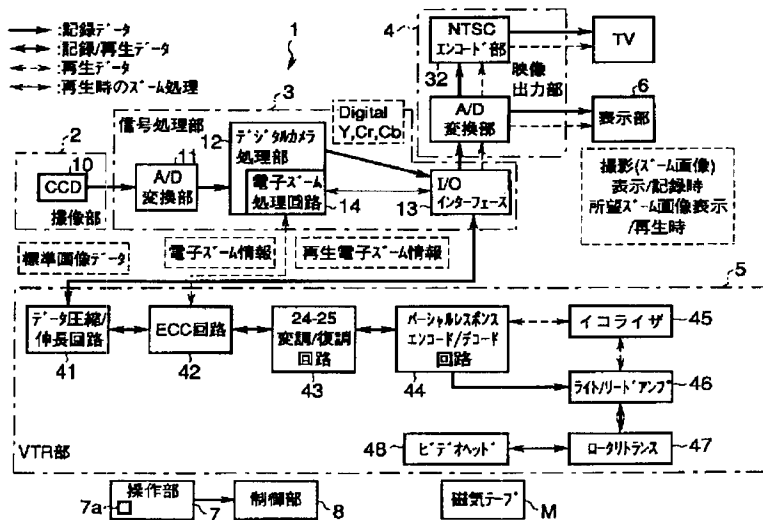 :記録データ
:記録/再生データ
:再生データ
:再生時のズーム処理
1
2
10
CCD
撮像部
3
信号処理部
11
A/D
変換部
12
デジタルカメラ
処理部
電子ズーム
処理回路
14
Digital
Y,Cr,Cb
I/O
インターフェース
13
4
NTSC
エンコード部
32
映像
出力部
A/D
変換部
TV
6
表示部
撮影(ズーム画像)
表示/記録時
所望ズーム画像表示
/再生時
標準画像データ
電子ズーム情報
再生電子ズーム情報
5
データ圧縮/
伸長回路
41
ECC回路
42
24-25
変調/復調
回路
43
パーシャルレスポンス
エンコード/デコード
回路
44
イコライザ
45
ライト/リードアンプ
46
ロータリトランス
47
ビデオヘッド
48
VTR部
操作部
7a
7
制御部
8
磁気テープ
M